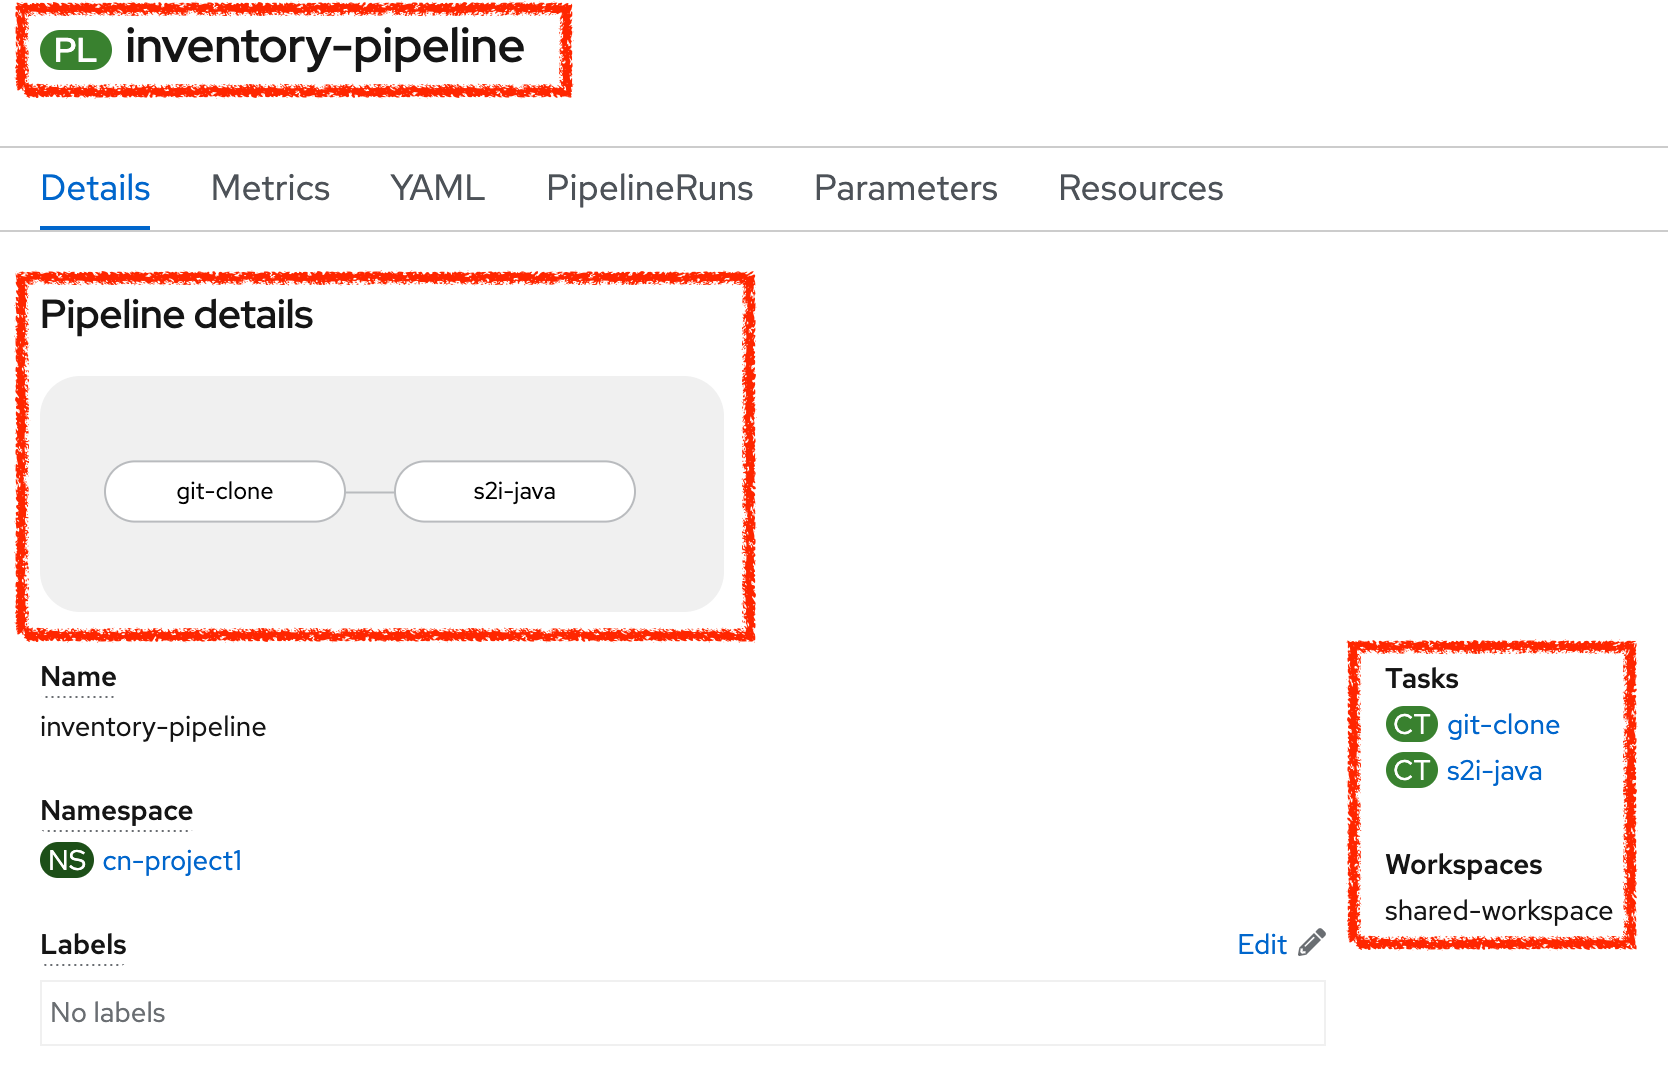 PL inventory-pipeline
Details Metrics YAML PipelineRuns Parameters Resources
Pipeline details
git-clone s2i-java
Name
inventory-pipeline
Namespace
NS cn-project1
Labels
Edit
No labels
Tasks
CT git-clone
CT s2i-java
Workspaces
shared-workspace